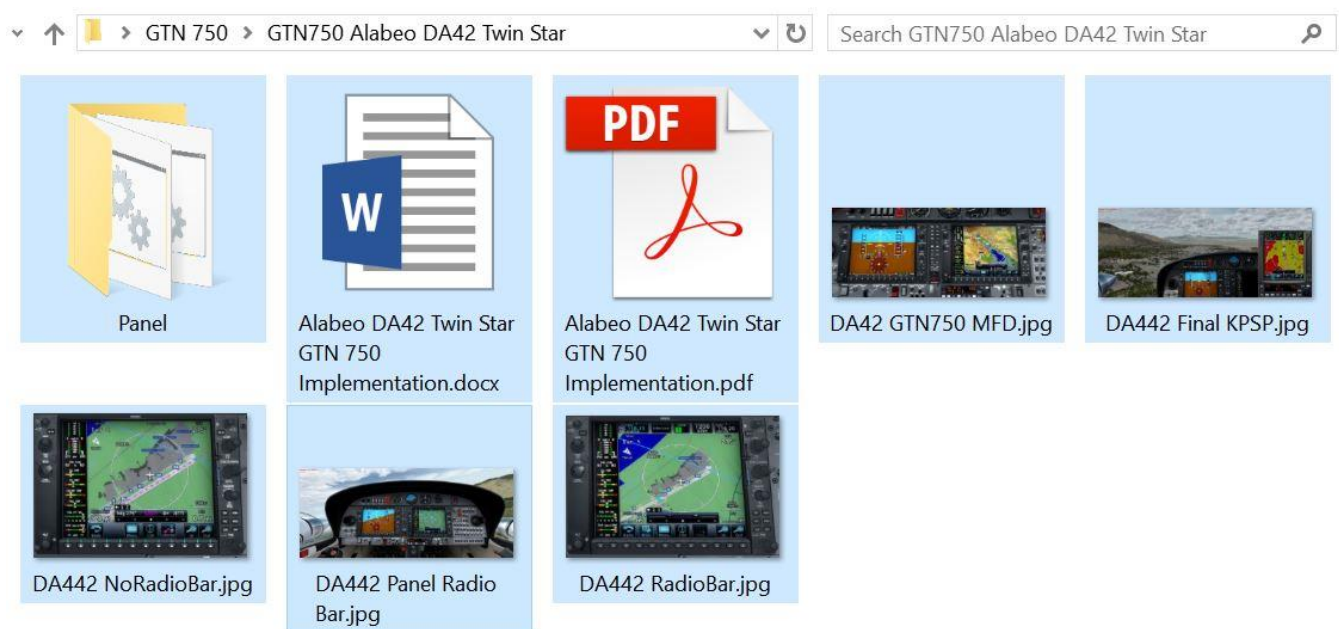 GTN 750 > GTN750 Alabeo DA42 Twin Star
Search GTN750 Alabeo DA42 Twin Star
W
PDF
Panel
Alabeo DA42 Twin Star
GTN 750
Implementation.docx
Alabeo DA42 Twin Star
GTN 750
Implementation.pdf
DA42 GTN750 MFD.jpg
DA442 Final KPSP.jpg
DA442 NoRadioBar.jpg
DA442 Panel Radio
Bar.jpg
DA442 RadioBar.jpg